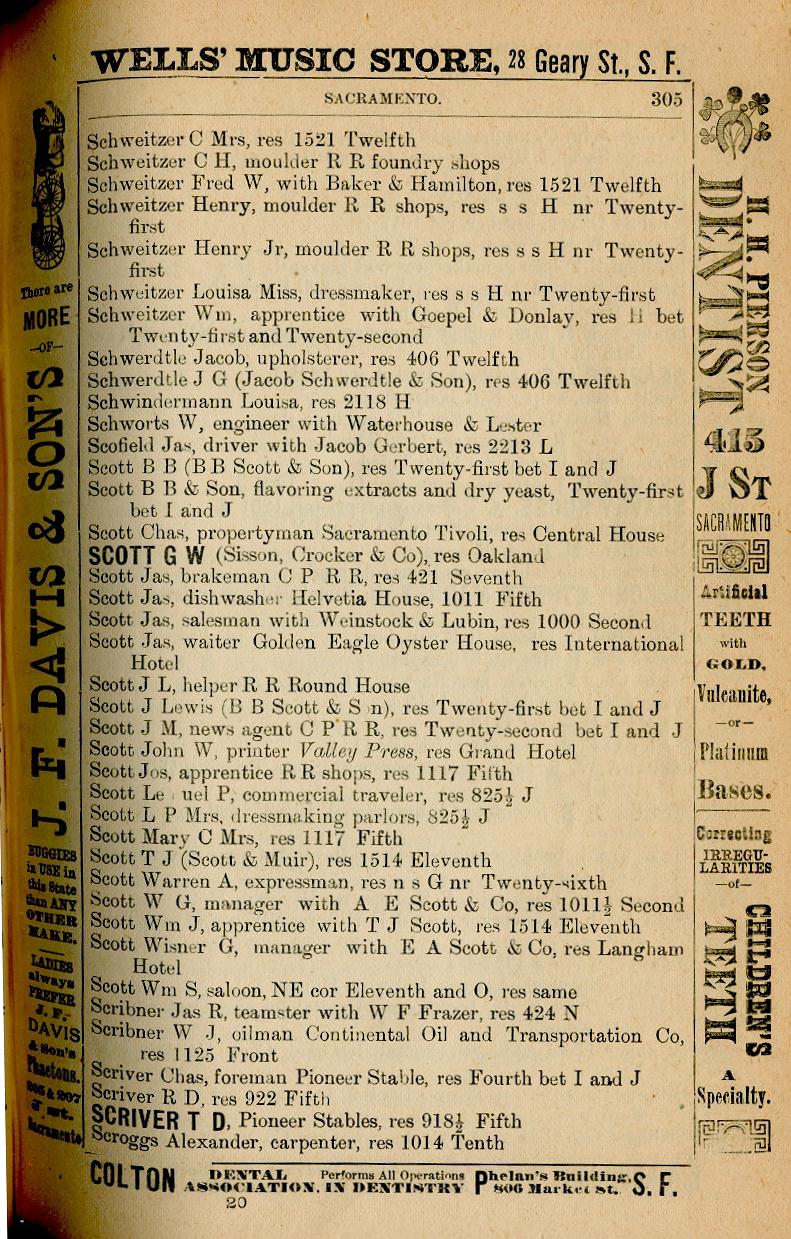 WELLS' MUSIC STORE, 28 Geary St., S. F.
SACRAMENTO. 305
Schweitzer C Mrs, res 1521 Twelfth
Schweitzer C H, moulder R R foundry shops
Schweitzer Fred W, with Baker & Hamilton, res 1521 Twelfth
Schweitzer Henry, moulder R R shops, res s s H nr Twenty-
first
Schweitzer Henry Jr, moulder R R shops, res s s H nr Twenty-
first
Schweitzer Louisa Miss, dressmaker, res s s H nr Twenty-first
Schweitzer Wm, apprentice with Goepel & Donlay, res H bet
Twenty-first and Twenty-second
Schwerdtle Jacob, upholsterer, res 406 Twelfth
Schwerdtle J G (Jacob Schwerdtle & Son), res 406 Twelfth
Schwindermann Louisa, res 2118 H
Schworts W, engineer with Waterhouse & Lester
Scofield Jas, driver with Jacob Gerbert, res 2213 L
Scott B B (B B Scott & Son), res Twenty-first bet I and J
Scott B B & Son, flavoring extracts and dry yeast, Twenty-first
bet I and J
Scott Chas, propertyman Sacramento Tivoli, res Central House
SCOTT G W (Sisson, Crocker & Co), res Oakland
Scott Jas, brakeman C P R R, res 421 Seventh
Scott Jas, dishwasher Helvetia House, 1011 Fifth
Scott Jas, salesman with Weinstock & Lubin, res 1000 Second
Scott Jas, waiter Golden Eagle Oyster House, res International
Hotel
Scott J L, helper R R Round House
Scott J Lewis (B B Scott & S n), res Twenty-first bet I and J
Scott J M, news agent C P R R, res Twenty-second bet I and J
Scott John W, printer Valley Press, res Grand Hotel
Scott Jos, apprentice R R shops, res 1117 Fifth
Scott Le uel P, commercial traveler, res 825½ J
Scott L P Mrs, dressmaking parlors, 825½ J
Scott Mary C Mrs, res 1117 Fifth
Scott T J (Scott & Muir), res 1514 Eleventh
Scott Warren A, expressman, res n s G nr Twenty-sixth
Scott W G, manager with A E Scott & Co, res 1011½ Second
Scott Wm J, apprentice with T J Scott, res 1514 Eleventh
Scott Wisner G, manager with E A Scott & Co, res Langham
Hotel
Scott Wm S, saloon, NE cor Eleventh and O, res same
Scribner Jas R, teamster with W F Frazer, res 424 N
Scribner W J, oilman Continental Oil and Transportation Co,
res 1125 Front
Scriver Chas, foreman Pioneer Stable, res Fourth bet I and J
Scriver R D, res 922 Fifth
SCRIVER T D, Pioneer Stables, res 918½ Fifth
Scroggs Alexander, carpenter, res 1014 Tenth
COLTON DENTAL ASSOCIATION. Performs All Operations IN DENTISTRY Phelan's Building, 806 Market st. S. F.
20
There are
MORE
—OF—
J. F. DAVIS & SON'S
BUGGIES
in USE in
this State
than ANY
OTHER
MAKE.
LADIES
always
PREFER
J. F.
DAVIS
& Son's
Phaetons.
J st.
Sacramento
H. H. PIERSON
DENTIST
415
J ST
SACRAMENTO
Artificial
TEETH
with
GOLD,
Vulcanite,
—or—
Platinum
Bases.
Correcting
IRREGU-
LARITIES
—of—
CHILDREN'S
TEETH
A
Specialty.